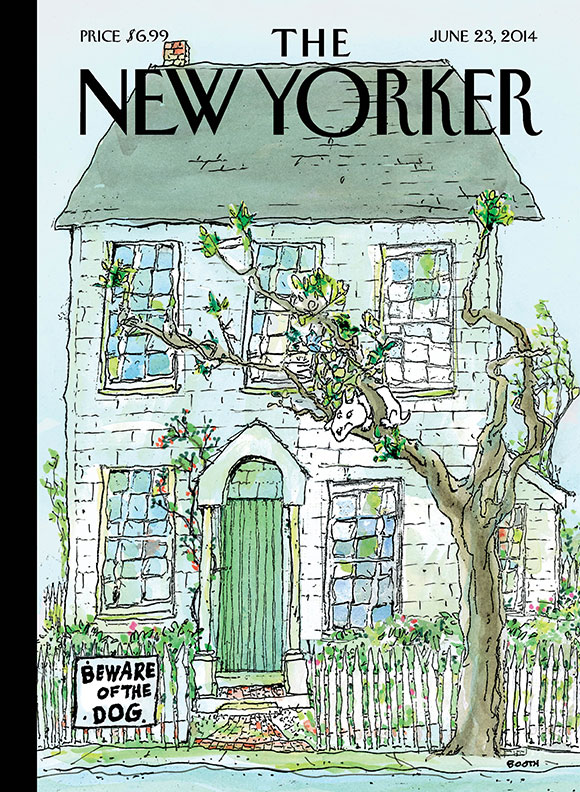 PRICE $6.99
THE
JUNE 23, 2014
NEW YORKER
BEWARE
OF THE
DOG.
BOOTH